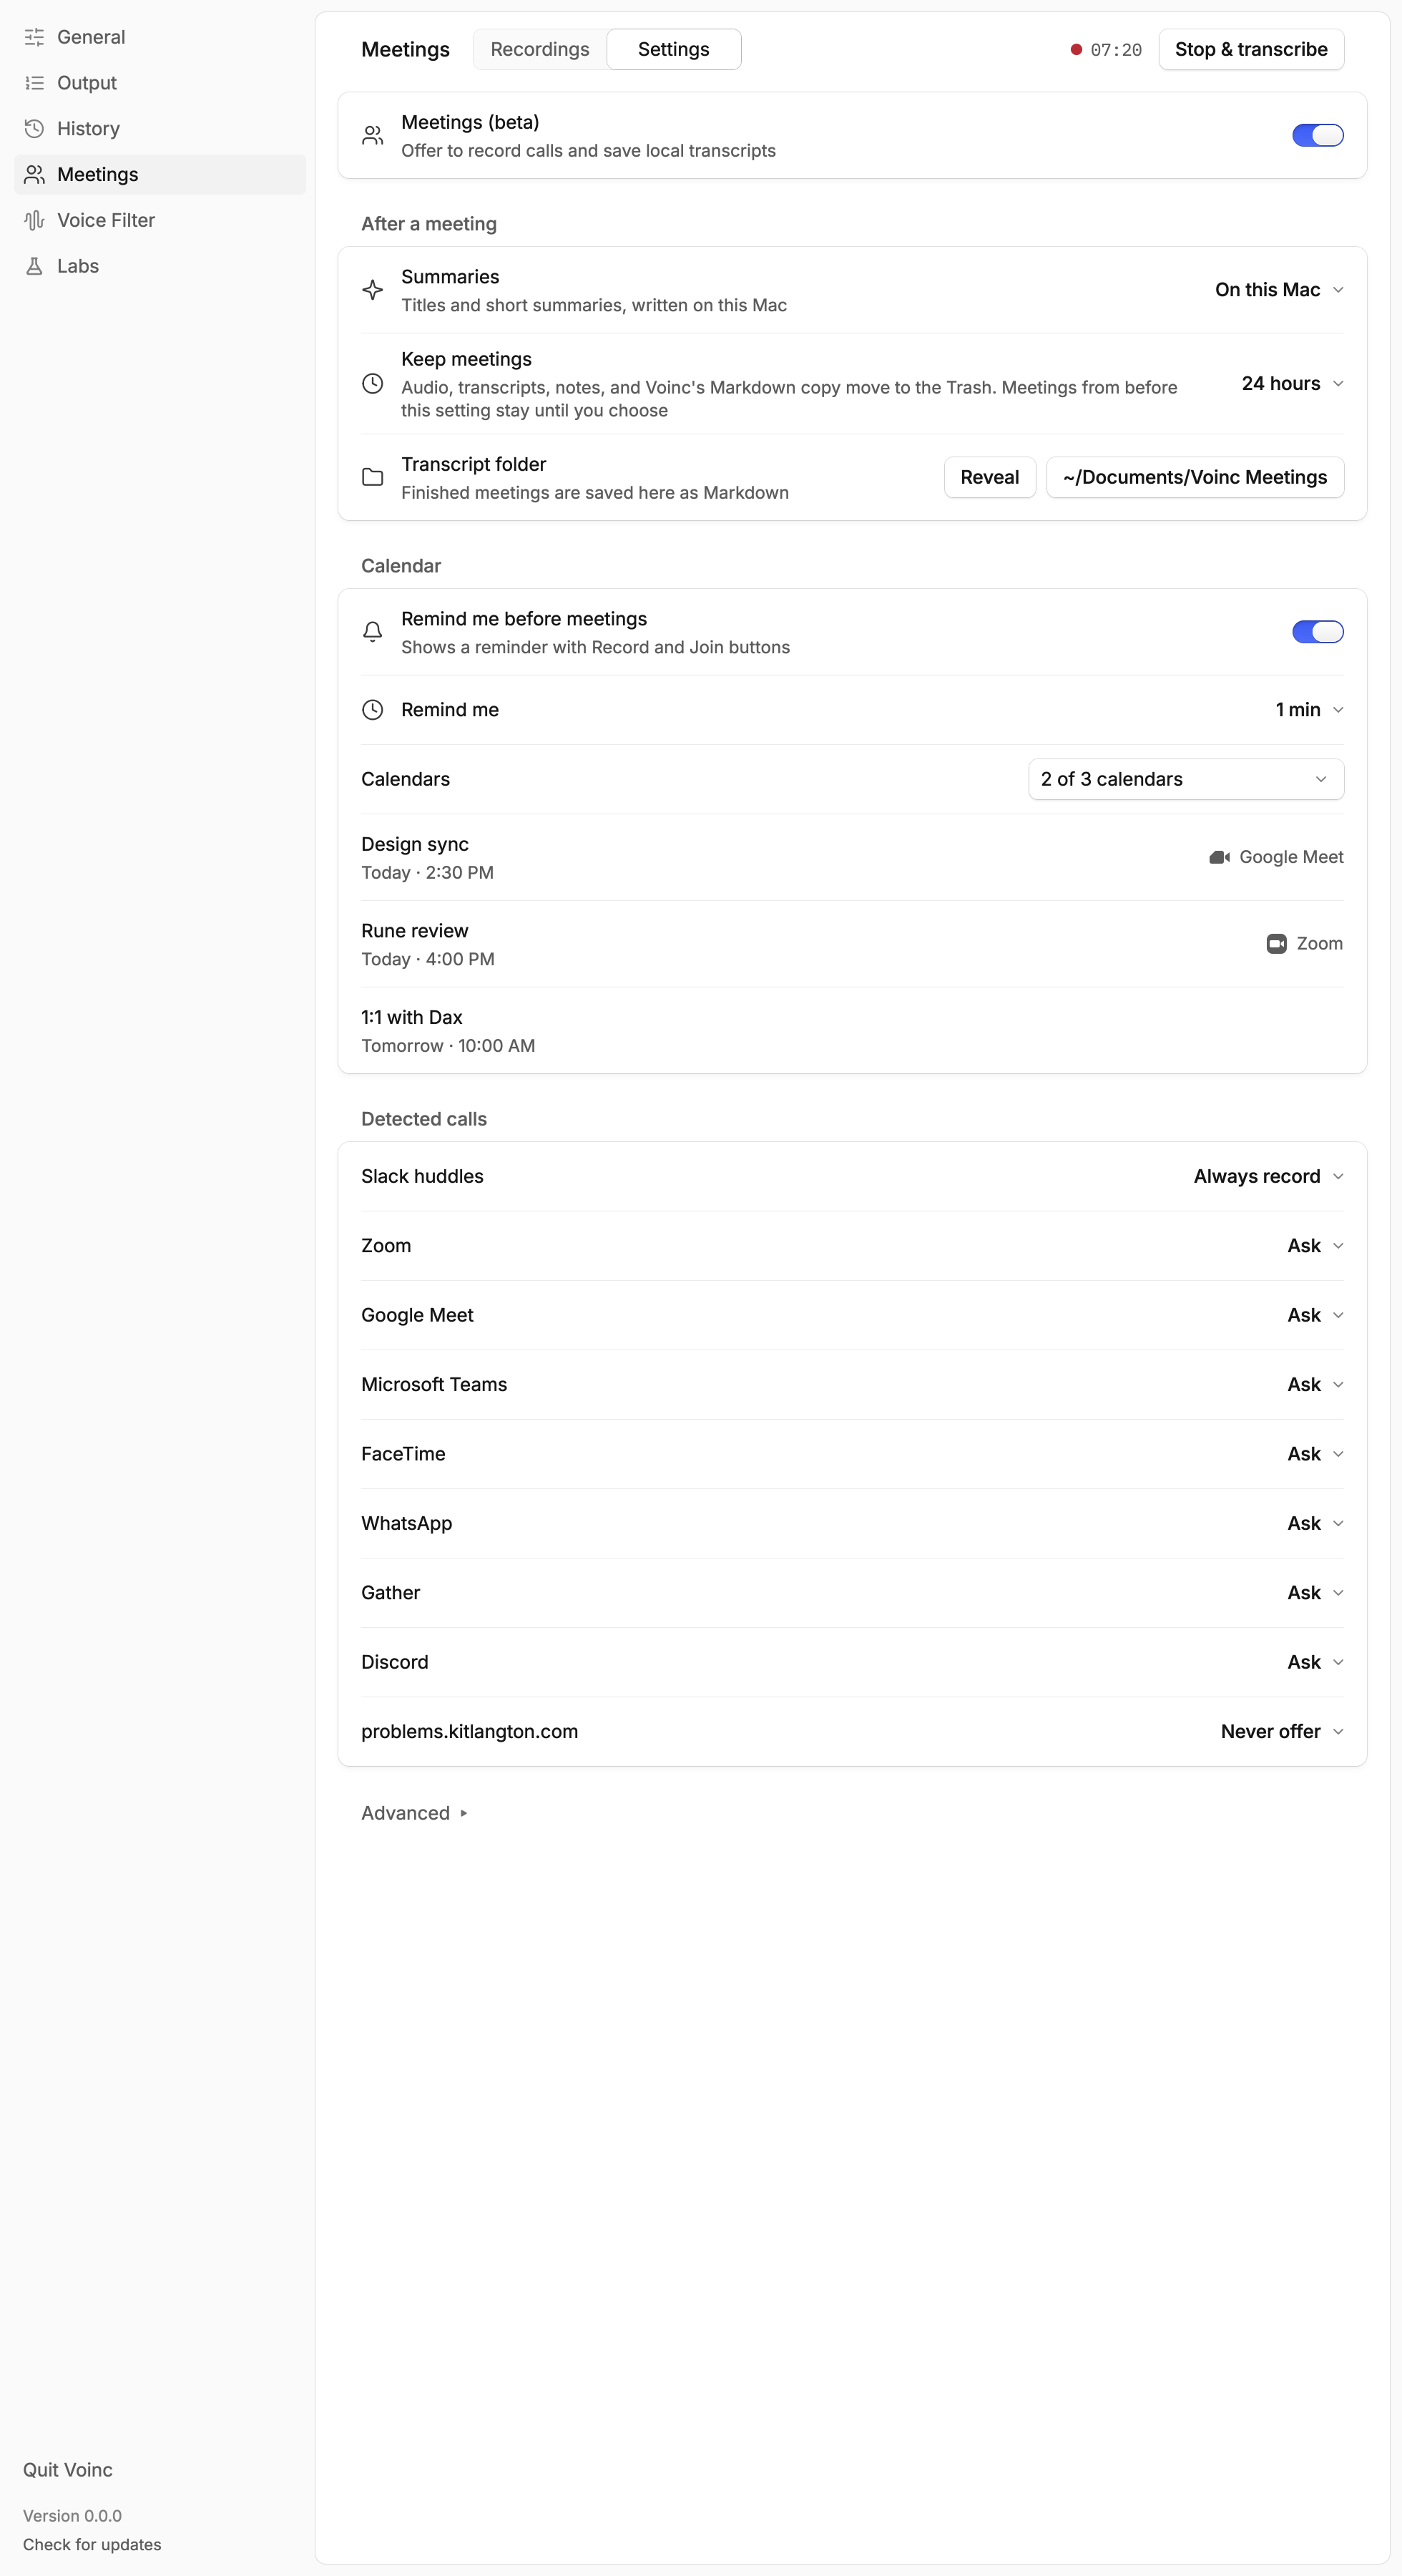 General
Output
History
Meetings
Voice Filter
Labs
Quit Voinc
Version 0.0.0
Check for updates
Meetings
Recordings
Settings
07:20
Stop & transcribe
Meetings (beta)
Offer to record calls and save local transcripts
After a meeting
Summaries
Titles and short summaries, written on this Mac
On this Mac
Keep meetings
Audio, transcripts, notes, and Voinc's Markdown copy move to the Trash. Meetings from before
this setting stay until you choose
24 hours
Transcript folder
Finished meetings are saved here as Markdown
Reveal
~/Documents/Voinc Meetings
Calendar
Remind me before meetings
Shows a reminder with Record and Join buttons
Remind me
1 min
Calendars
2 of 3 calendars
Design sync
Today · 2:30 PM
Google Meet
Rune review
Today · 4:00 PM
Zoom
1:1 with Dax
Tomorrow · 10:00 AM
Detected calls
Slack huddles
Always record
Zoom
Ask
Google Meet
Ask
Microsoft Teams
Ask
FaceTime
Ask
WhatsApp
Ask
Gather
Ask
Discord
Ask
problems.kitlangton.com
Never offer
Advanced